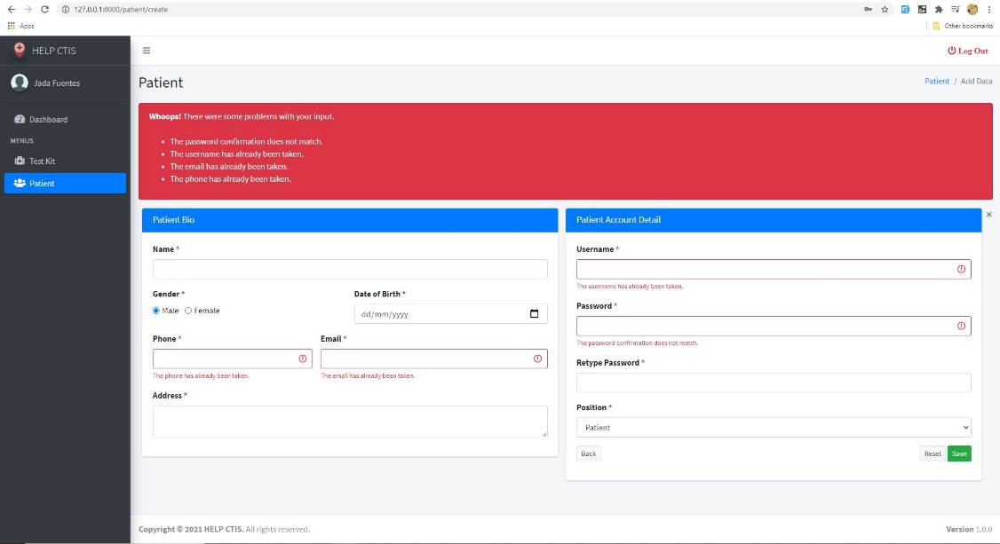 127.0.0.1:8000/patient/create
Apps
Other bookmarks
HELP CTIS
Log Out
Jada Fuentes
Patient
Patient / Add Data
Dashboard
MENUS
Test Kit
Patient
Whoops! There were some problems with your input.
The password confirmation does not match.
The username has already been taken.
The email has already been taken.
The phone has already been taken.
Patient Bio
Name *
Gender *
Date of Birth *
Male
Female
dd/mm/yyyy
Phone *
Email *
The phone has already been taken.
The email has already been taken.
Address *
Patient Account Detail
×
Username *
The username has already been taken.
Password *
The password confirmation does not match.
Retype Password *
Position *
Patient
Back
Reset
Save
Copyright © 2021 HELP CTIS. All rights reserved.
Version 1.0.0